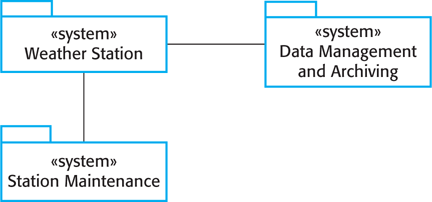 «system»
Weather Station
«system»
Data Management
and Archiving
«system»
Station Maintenance